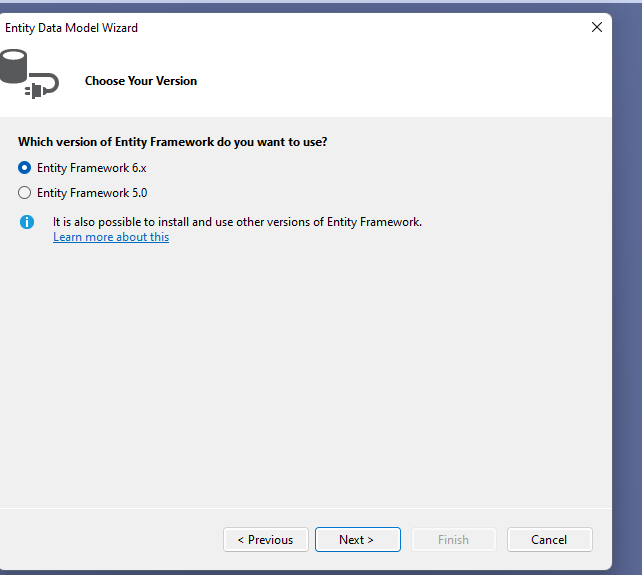 Entity Data Model Wizard
Choose Your Version
Which version of Entity Framework do you want to use?
Entity Framework 6.x
Entity Framework 5.0
It is also possible to install and use other versions of Entity Framework.
Learn more about this
< Previous
Next >
Finish
Cancel